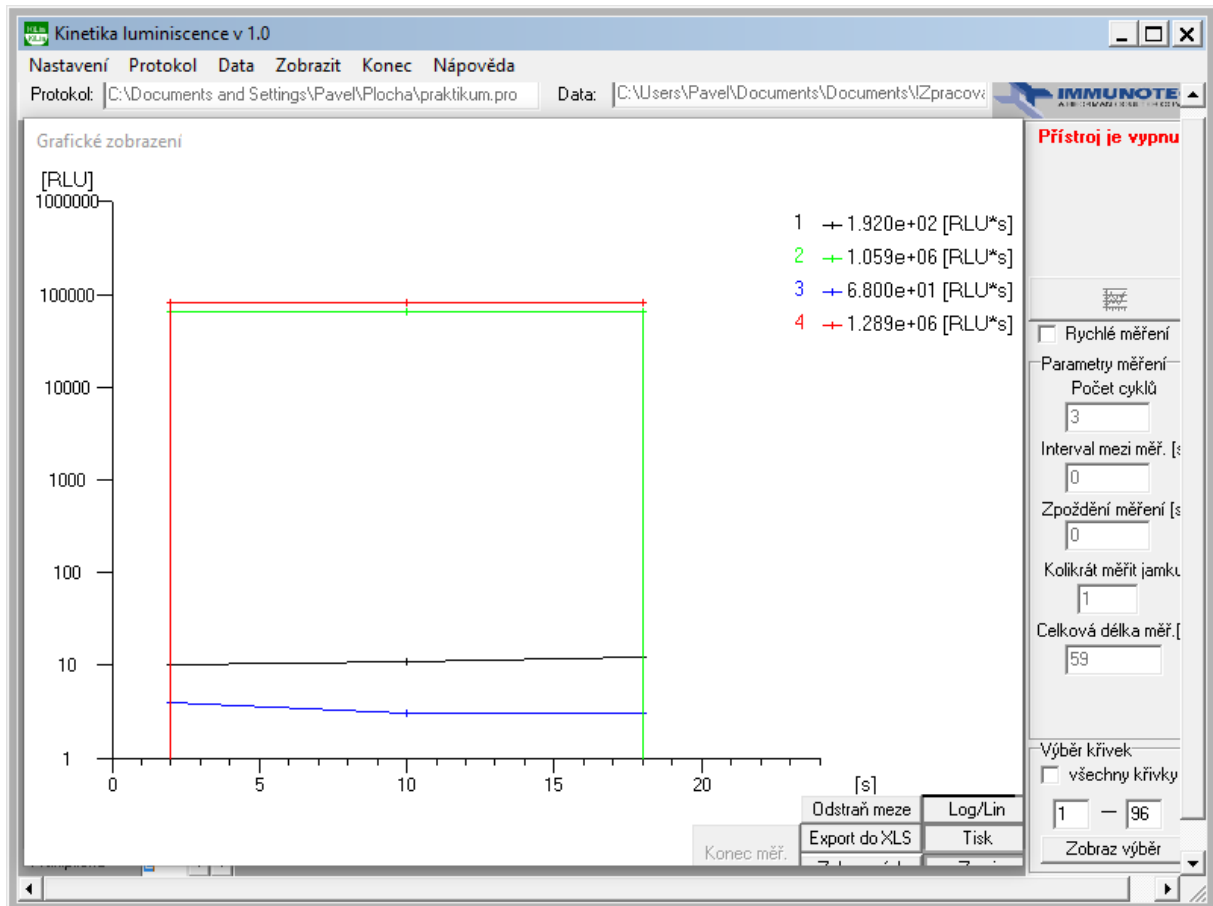 Kinetika luminiscence v 1.0
Nastavení Protokol Data Zobrazit Konec Nápověda
Protokol: C:\Documents and Settings\Pavel\Plocha\praktikum.pro Data: C:\Users\Pavel\Documents\Documents\!Zpracova
IMMUNOTE
Grafické zobrazení
Přístroj je vypnu
[RLU]
1000000
1 1.920e+02 [RLU*s]
2 1.059e+06 [RLU*s]
3 6.800e+01 [RLU*s]
4 1.289e+06 [RLU*s]
100000
10000
1000
100
10
1
0 5 10 15 20 [s]
Rychlé měření
Parametry měření
Počet cyklů
3
Interval mezi měř. [s
0
Zpoždění měření [s
0
Kolikrát měřit jamku
1
Celková délka měř.[
59
Výběr křivek
všechny křivky
1 — 96
Zobraz výběr
Odstraň meze Log/Lin
Konec měř. Export do XLS Tisk